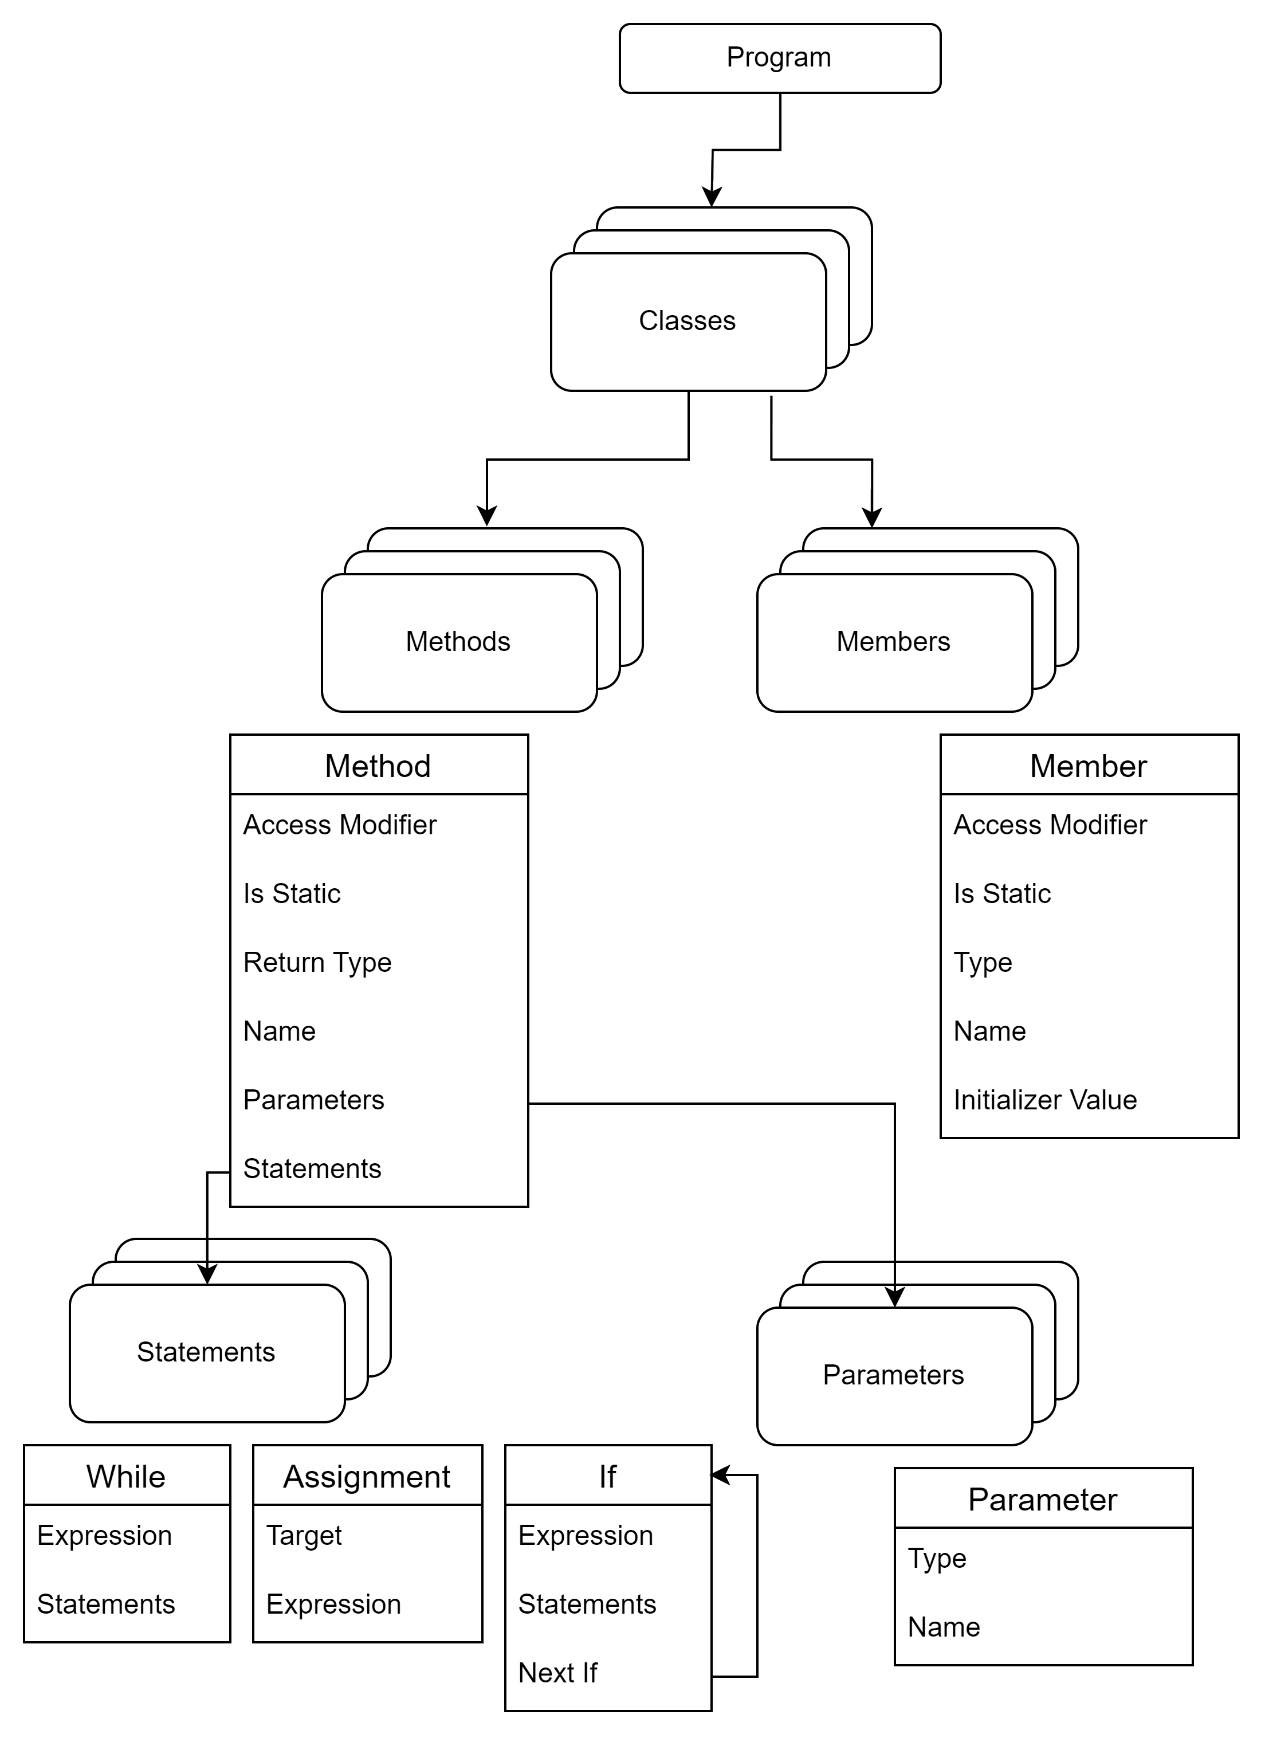 Program
Classes
Methods
Members
Method
Access Modifier
Is Static
Return Type
Name
Parameters
Statements
Member
Access Modifier
Is Static
Type
Name
Initializer Value
Statements
Parameters
While
Expression
Statements
Assignment
Target
Expression
If
Expression
Statements
Next If
Parameter
Type
Name